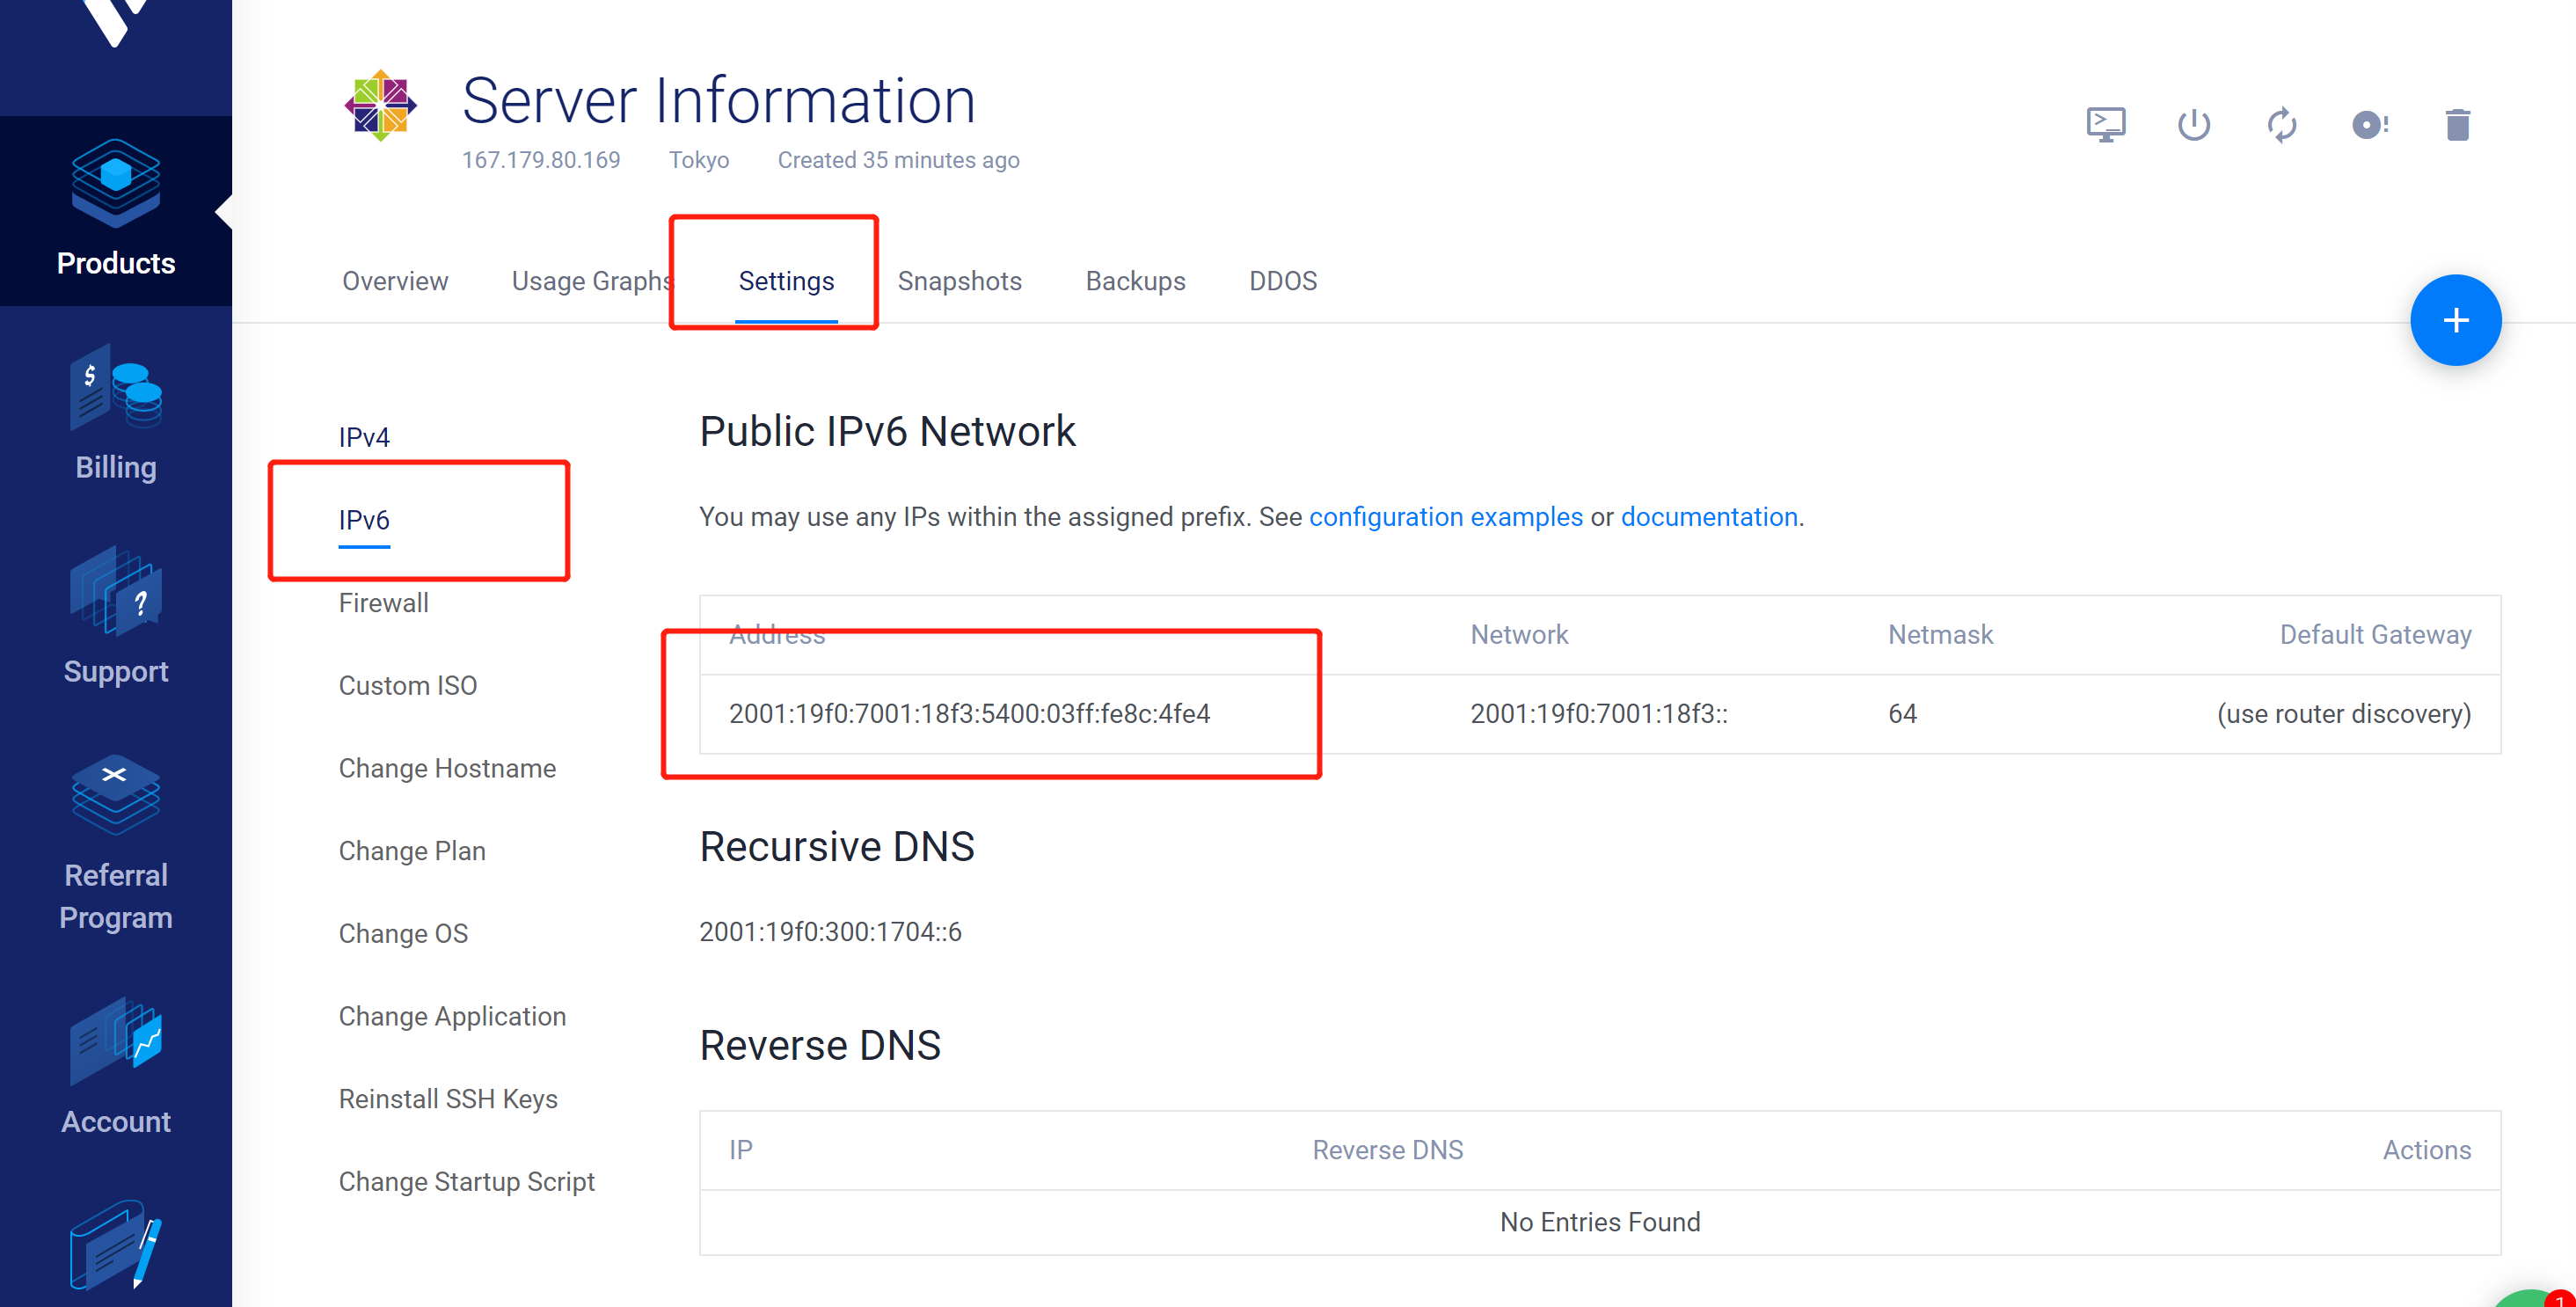 Server Information
167.179.80.169 Tokyo Created 35 minutes ago
Products
Overview Usage Graphs Settings Snapshots Backups DDOS
+
$
Billing
IPv4
IPv6
Firewall
Custom ISO
Change Hostname
Change Plan
Change OS
Change Application
Reinstall SSH Keys
Change Startup Script
?
Support
Referral
Program
Account
Public IPv6 Network
You may use any IPs within the assigned prefix. See configuration examples or documentation.
Address Network Netmask Default Gateway
2001:19f0:7001:18f3:5400:03ff:fe8c:4fe4 2001:19f0:7001:18f3:: 64 (use router discovery)
Recursive DNS
2001:19f0:300:1704::6
Reverse DNS
IP Reverse DNS Actions
No Entries Found
1